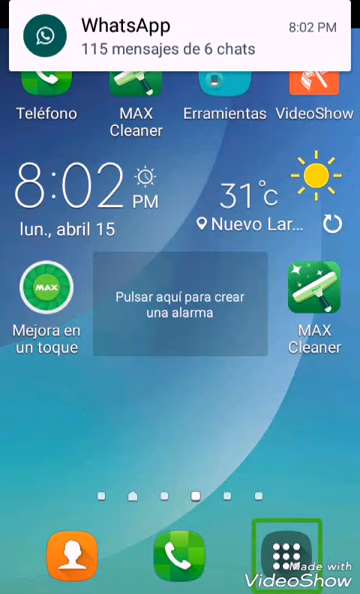 WhatsApp
8:02 PM
115 mensajes de 6 chats
Teléfono
MAX
Cleaner
Erramientas
VideoShow
8:02 PM
31°C
lun., abril 15
Nuevo Lar...
MAX
Mejora en
un toque
Pulsar aquí para crear
una alarma
MAX
Cleaner
Made with
VideoShow